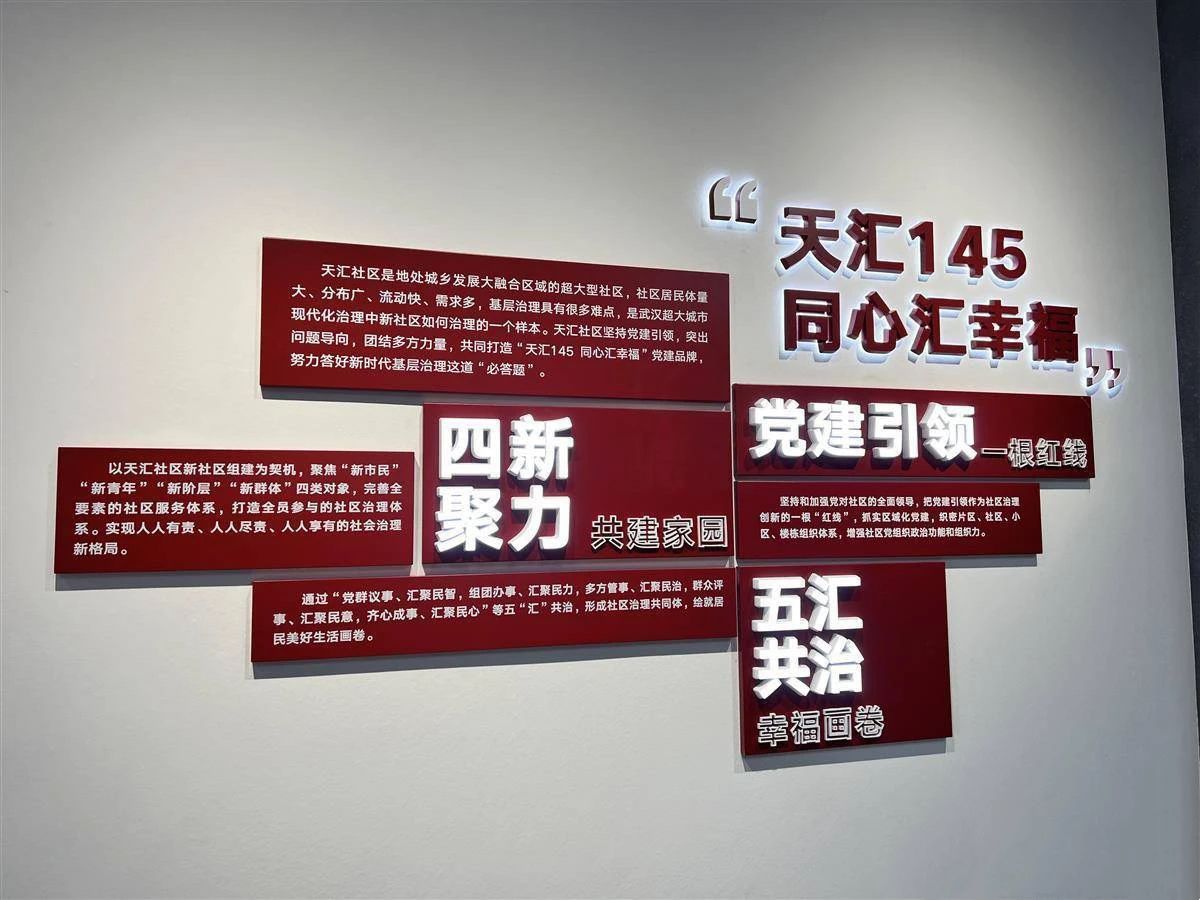 “天汇145
同心汇幸福”
天汇社区是地处城乡发展大融合区域的超大型社区，社区居民体量
大、分布广、流动快、需求多，基层治理具有很多难点，是武汉超大城市
现代化治理中新社区如何治理的一个样本。天汇社区坚持党建引领，突出
问题导向，团结多方力量，共同打造“天汇145 同心汇幸福”党建品牌，
努力答好新时代基层治理这道“必答题”。
党建引领
一根红线
坚持和加强党对社区的全面领导，把党建引领作为社区治理
创新的一根“红线”，抓实区域化党建，织密片区、社区、小
区、楼栋组织体系，增强社区党组织政治功能和组织力。
四新
聚力
共建家园
以天汇社区新社区组建为契机，聚焦“新市民”
“新青年”“新阶层”“新群体”四类对象，完善全
要素的社区服务体系，打造全员参与的社区治理体
系。实现人人有责、人人尽责、人人享有的社会治理
新格局。
五汇
共治
幸福画卷
通过“党群议事、汇聚民智，组团办事、汇聚民力，多方管事、汇聚民治，群众评
事、汇聚民意，齐心成事、汇聚民心”等五“汇”共治，形成社区治理共同体，绘就居
民美好生活画卷。